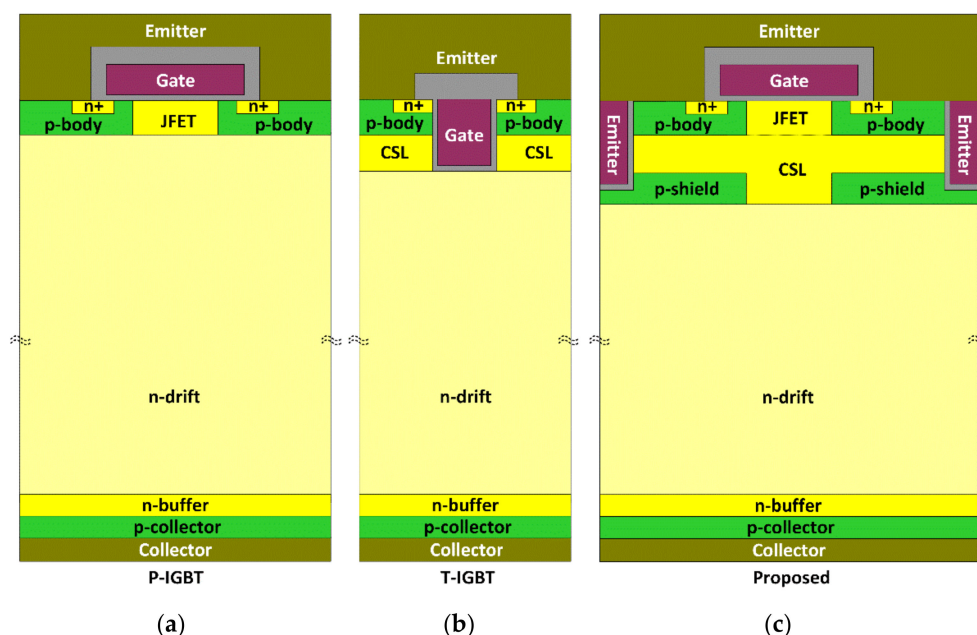 Emitter
Gate
n+
n+
p-body
JFET
p-body
n-drift
n-buffer
p-collector
Collector
P-IGBT
(a)
Emitter
n+
n+
p-body
Gate
p-body
CSL
CSL
n-drift
n-buffer
p-collector
Collector
T-IGBT
(b)
Emitter
Gate
Emitter
n+
n+
Emitter
p-body
JFET
p-body
CSL
p-shield
p-shield
n-drift
n-buffer
p-collector
Collector
Proposed
(c)